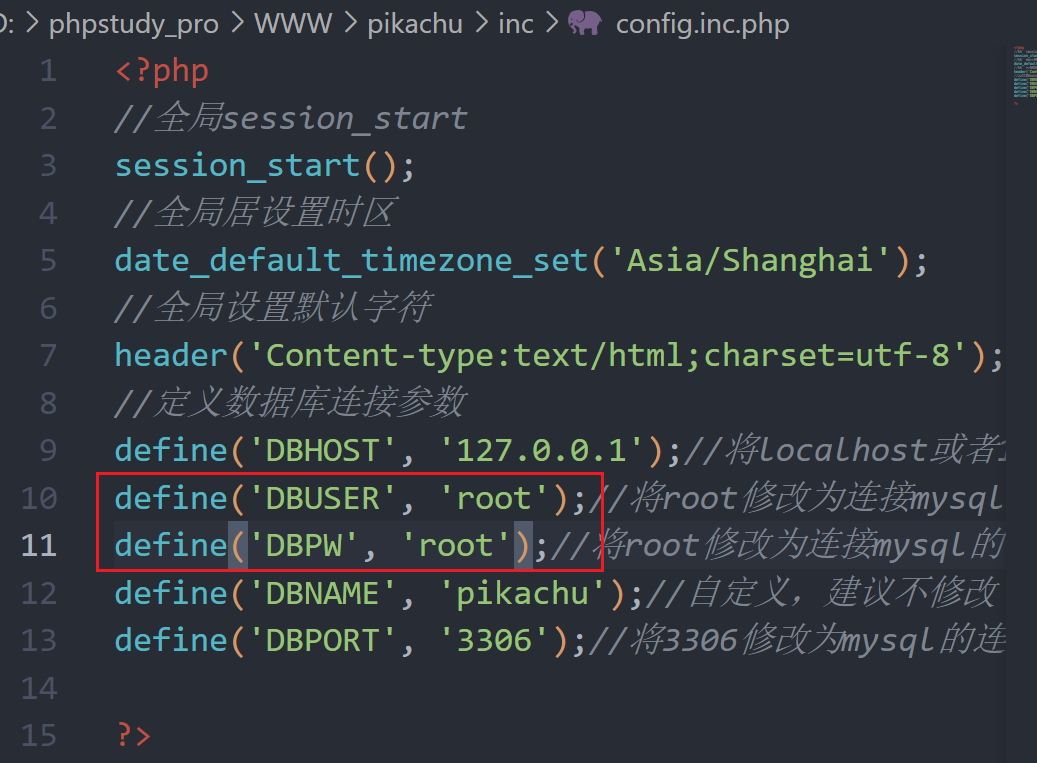 D: > phpstudy_pro > WWW > pikachu > inc > config.inc.php
1 <?php
2 //全局session_start
3 session_start();
4 //全局居设置时区
5 date_default_timezone_set('Asia/Shanghai');
6 //全局设置默认字符
7 header('Content-type:text/html;charset=utf-8');
8 //定义数据库连接参数
9 define('DBHOST', '127.0.0.1');//将localhost或者
10 define('DBUSER', 'root');//将root修改为连接mysql
11 define('DBPW', 'root');//将root修改为连接mysql的
12 define('DBNAME', 'pikachu');//自定义，建议不修改
13 define('DBPORT', '3306');//将3306修改为mysql的连
14
15 ?>